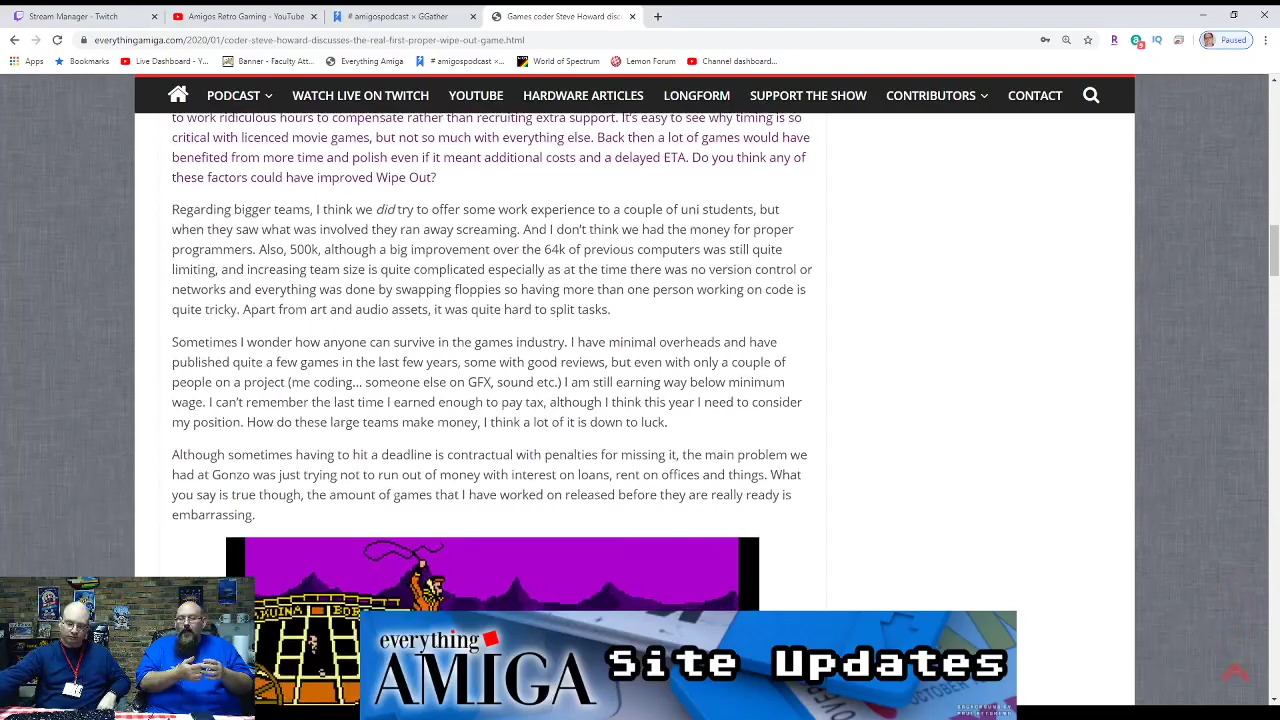 Stream Manager - Twitch
Amigos Retro Gaming - YouTube
# amigospodcast × GGather
Games coder Steve Howard disc
everythingamiga.com/2020/01/coder-steve-howard-discusses-the-real-first-proper-wipe-out-game.html
Paused
Apps
Bookmarks
Live Dashboard - Y...
Banner - Faculty Att...
Everything Amiga
# amigospodcast ×...
World of Spectrum
Lemon Forum
Channel dashboard...
PODCAST
WATCH LIVE ON TWITCH
YOUTUBE
HARDWARE ARTICLES
LONGFORM
SUPPORT THE SHOW
CONTRIBUTORS
CONTACT
to work ridiculous hours to compensate rather than recruiting extra support. It's easy to see why timing is so
critical with licenced movie games, but not so much with everything else. Back then a lot of games would have
benefited from more time and polish even if it meant additional costs and a delayed ETA. Do you think any of
these factors could have improved Wipe Out?
Regarding bigger teams, I think we did try to offer some work experience to a couple of uni students, but
when they saw what was involved they ran away screaming. And I don't think we had the money for proper
programmers. Also, 500k, although a big improvement over the 64k of previous computers was still quite
limiting, and increasing team size is quite complicated especially as at the time there was no version control or
networks and everything was done by swapping floppies so having more than one person working on code is
quite tricky. Apart from art and audio assets, it was quite hard to split tasks.
Sometimes I wonder how anyone can survive in the games industry. I have minimal overheads and have
published quite a few games in the last few years, some with good reviews, but even with only a couple of
people on a project (me coding... someone else on GFX, sound etc.) I am still earning way below minimum
wage. I can't remember the last time I earned enough to pay tax, although I think this year I need to consider
my position. How do these large teams make money, I think a lot of it is down to luck.
Although sometimes having to hit a deadline is contractual with penalties for missing it, the main problem we
had at Gonzo was just trying not to run out of money with interest on loans, rent on offices and things. What
you say is true though, the amount of games that I have worked on released before they are really ready is
embarrassing.
everything
AMIGA
Site Updates
OCTOBER